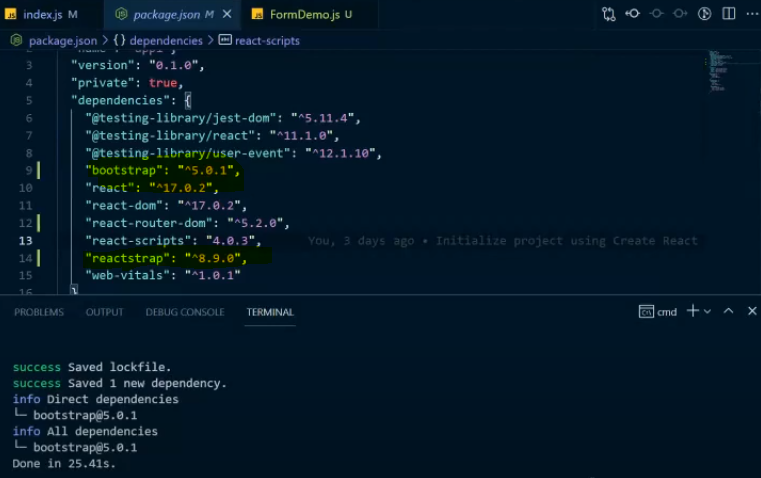 index.js M
package.json M
FormDemo.js U
package.json > {} dependencies > react-scripts
3 "version": "0.1.0",
4 "private": true,
5 "dependencies": {
6 "@testing-library/jest-dom": "^5.11.4",
7 "@testing-library/react": "^11.1.0",
8 "@testing-library/user-event": "^12.1.10",
9 "bootstrap": "^5.0.1",
10 "react": "^17.0.2",
11 "react-dom": "^17.0.2",
12 "react-router-dom": "^5.2.0",
13 "react-scripts": "4.0.3", You, 3 days ago • Initialize project using Create React
14 "reactstrap": "^8.9.0",
15 "web-vitals": "^1.0.1"
16 }
PROBLEMS OUTPUT DEBUG CONSOLE TERMINAL cmd
success Saved lockfile.
success Saved 1 new dependency.
info Direct dependencies
└─ bootstrap@5.0.1
info All dependencies
└─ bootstrap@5.0.1
Done in 25.41s.